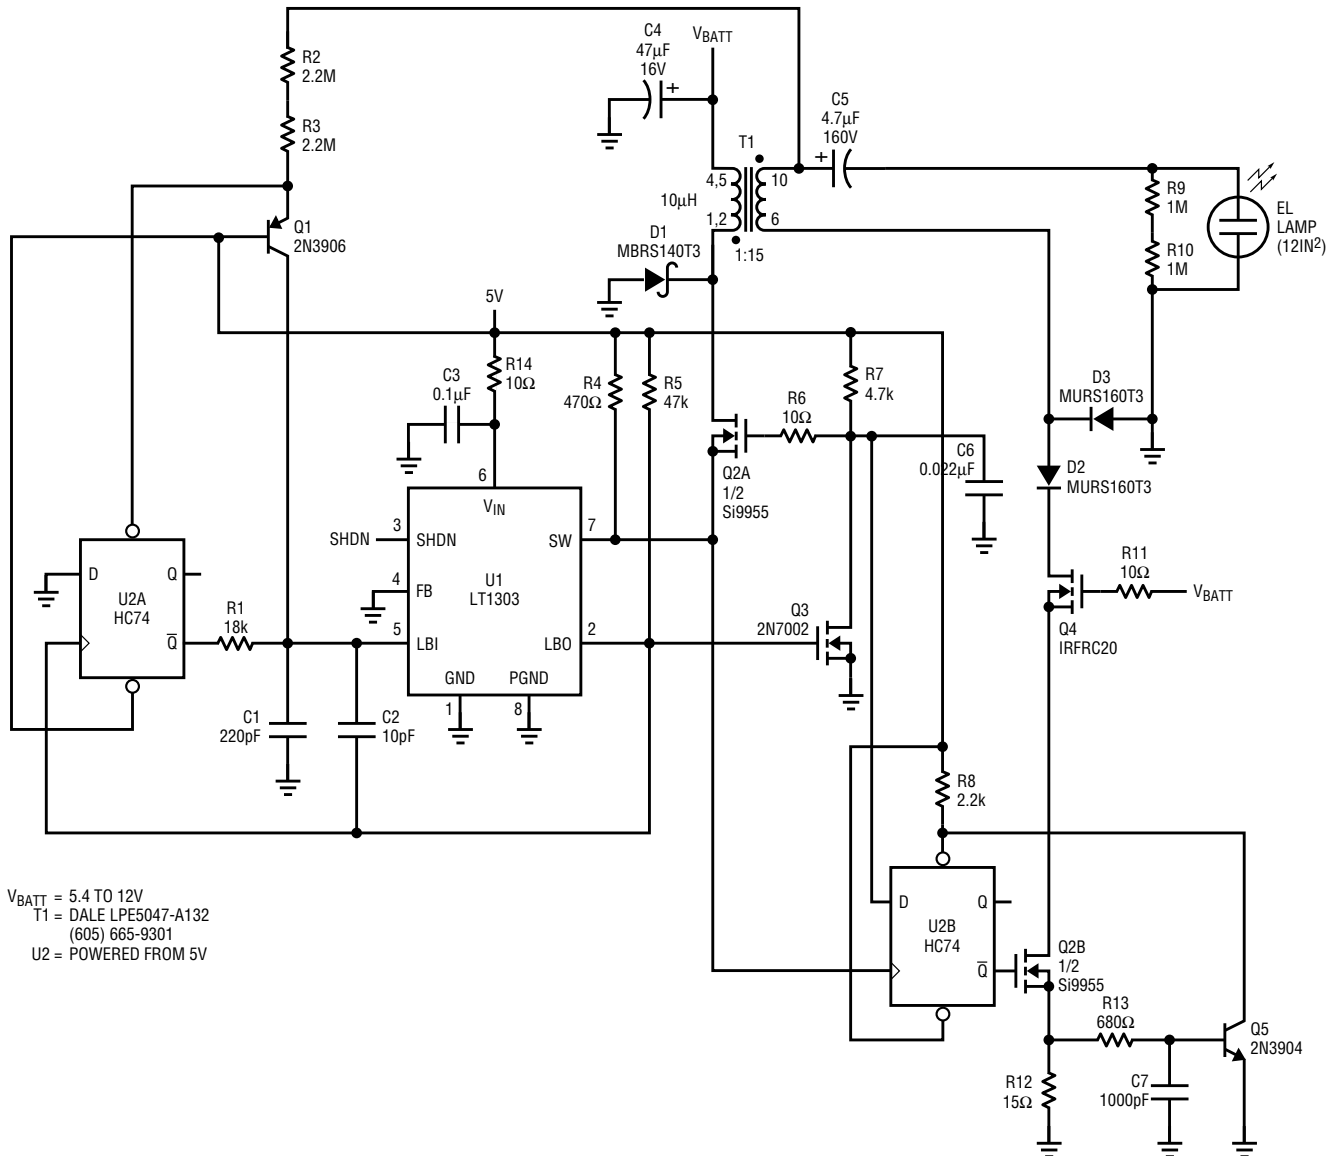 R2
2.2M
R3
2.2M
C4
47µF
16V
+
VBATT
C5
4.7µF
160V
+
T1
4,5
10
10µH
1,2
6
1:15
R9
1M
R10
1M
EL
LAMP
(12IN²)
Q1
2N3906
D1
MBRS140T3
5V
R14
10Ω
C3
0.1µF
R4
470Ω
R5
47k
R7
4.7k
R6
10Ω
D3
MURS160T3
C6
0.022µF
D2
MURS160T3
Q2A
1/2
Si9955
6
VIN
SHDN
3
SHDN
SW
7
4
FB
U1
LT1303
5
LBI
LBO
2
GND
PGND
1
8
D
Q
U2A
HC74
Q̅
R1
18k
Q3
2N7002
R11
10Ω
VBATT
Q4
IRFRC20
C1
220pF
C2
10pF
R8
2.2k
VBATT = 5.4 TO 12V
T1 = DALE LPE5047-A132
(605) 665-9301
U2 = POWERED FROM 5V
D
Q
U2B
HC74
Q̅
Q2B
1/2
Si9955
R13
680Ω
Q5
2N3904
R12
15Ω
C7
1000pF